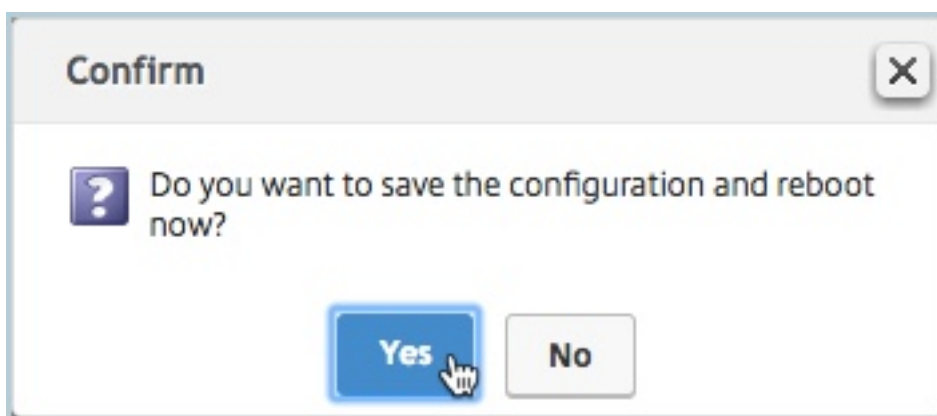 Confirm
Do you want to save the configuration and reboot
now?
Yes
No